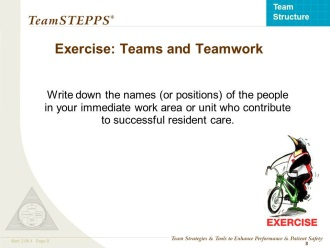 Team
Structure
TeamSTEPPS®
Exercise: Teams and Teamwork
Write down the names (or positions) of the people
in your immediate work area or unit who contribute
to successful resident care.
EXERCISE
Team Strategies & Tools to Enhance Performance & Patient Safety